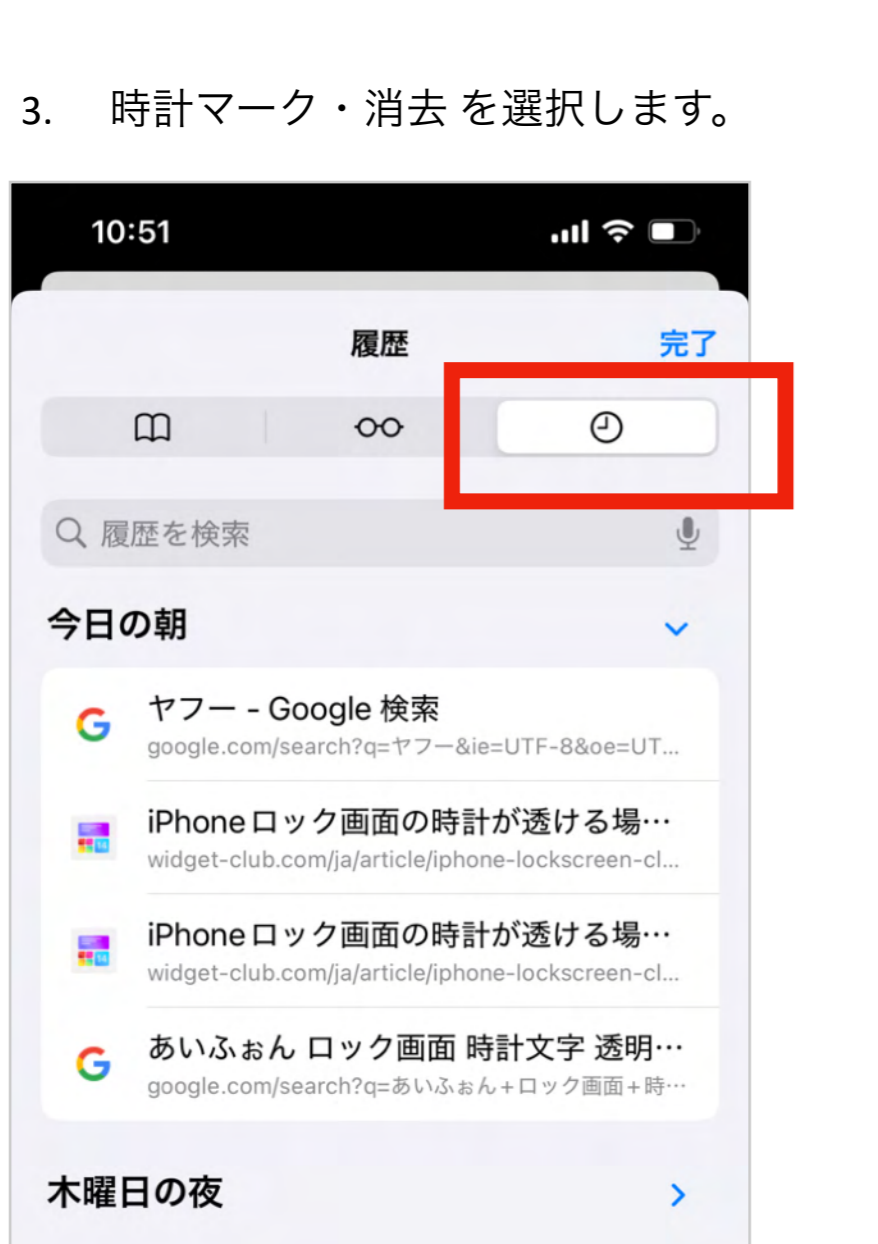 3. 時計マーク・消去 を選択します。
10:51
履歴
完了
履歴を検索
今日の朝
ヤフー - Google 検索
google.com/search?q=ヤフー&ie=UTF-8&oe=UT...
iPhoneロック画面の時計が透ける場…
widget-club.com/ja/article/iphone-lockscreen-cl...
iPhoneロック画面の時計が透ける場…
widget-club.com/ja/article/iphone-lockscreen-cl...
あいふぉん ロック画面 時計文字 透明…
google.com/search?q=あいふぉん+ロック画面+時…
木曜日の夜